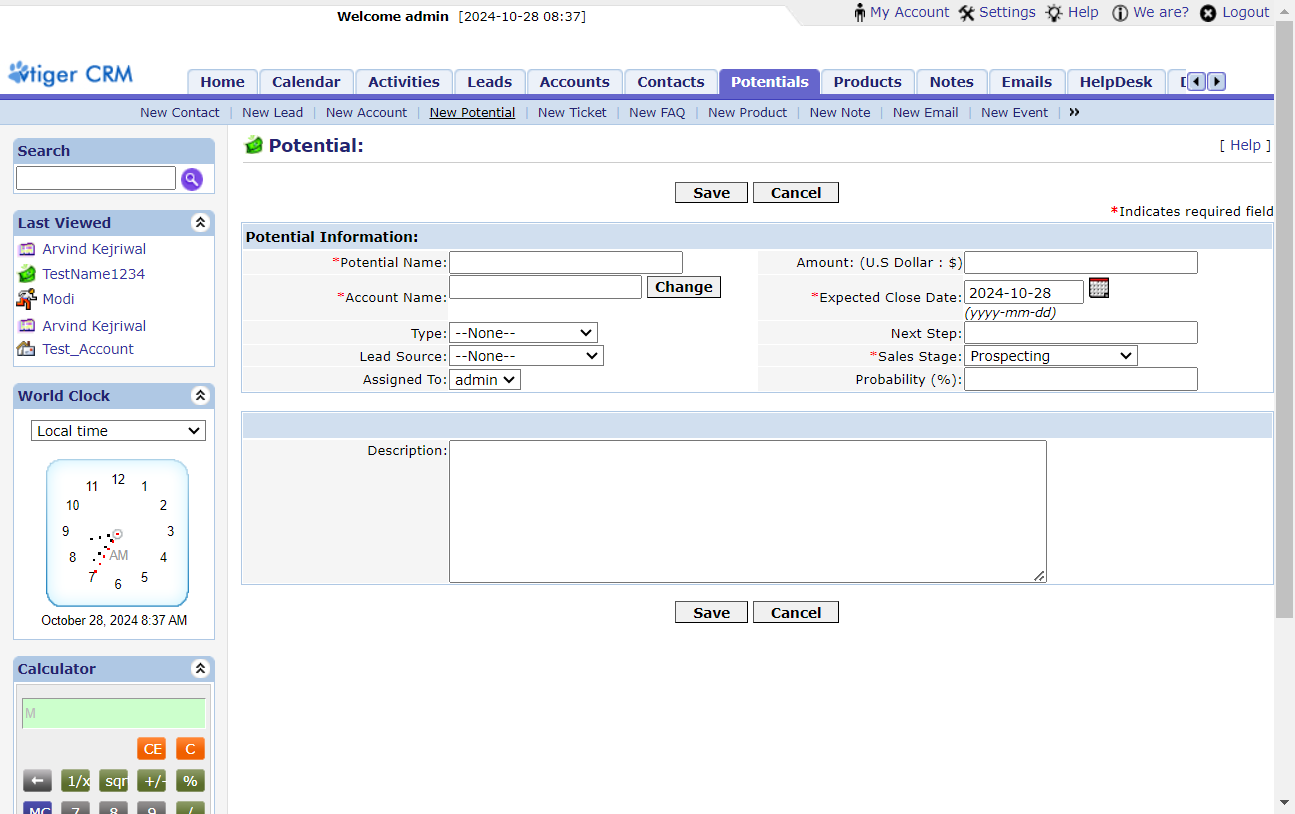 Welcome admin [2024-10-28 08:37]
My Account Settings Help We are? Logout
vtiger CRM
Home Calendar Activities Leads Accounts Contacts Potentials Products Notes Emails HelpDesk
New Contact | New Lead | New Account | New Potential | New Ticket | New FAQ | New Product | New Note | New Email | New Event | »
Search
Last Viewed
Arvind Kejriwal
TestName1234
Modi
Arvind Kejriwal
Test_Account
World Clock
Local time
12
11 1
10 2
9 3
8 AM 4
7 5
6
October 28, 2024 8:37 AM
Calculator
M
CE C
← 1/x sqr +/- %
MC 7 8 9 /
Potential:
[ Help ]
Save Cancel
*Indicates required field
Potential Information:
*Potential Name: Amount: (U.S Dollar : $)
*Account Name: Change *Expected Close Date: 2024-10-28
(yyyy-mm-dd)
Type: --None-- Next Step:
Lead Source: --None-- *Sales Stage: Prospecting
Assigned To: admin Probability (%):
Description:
Save Cancel